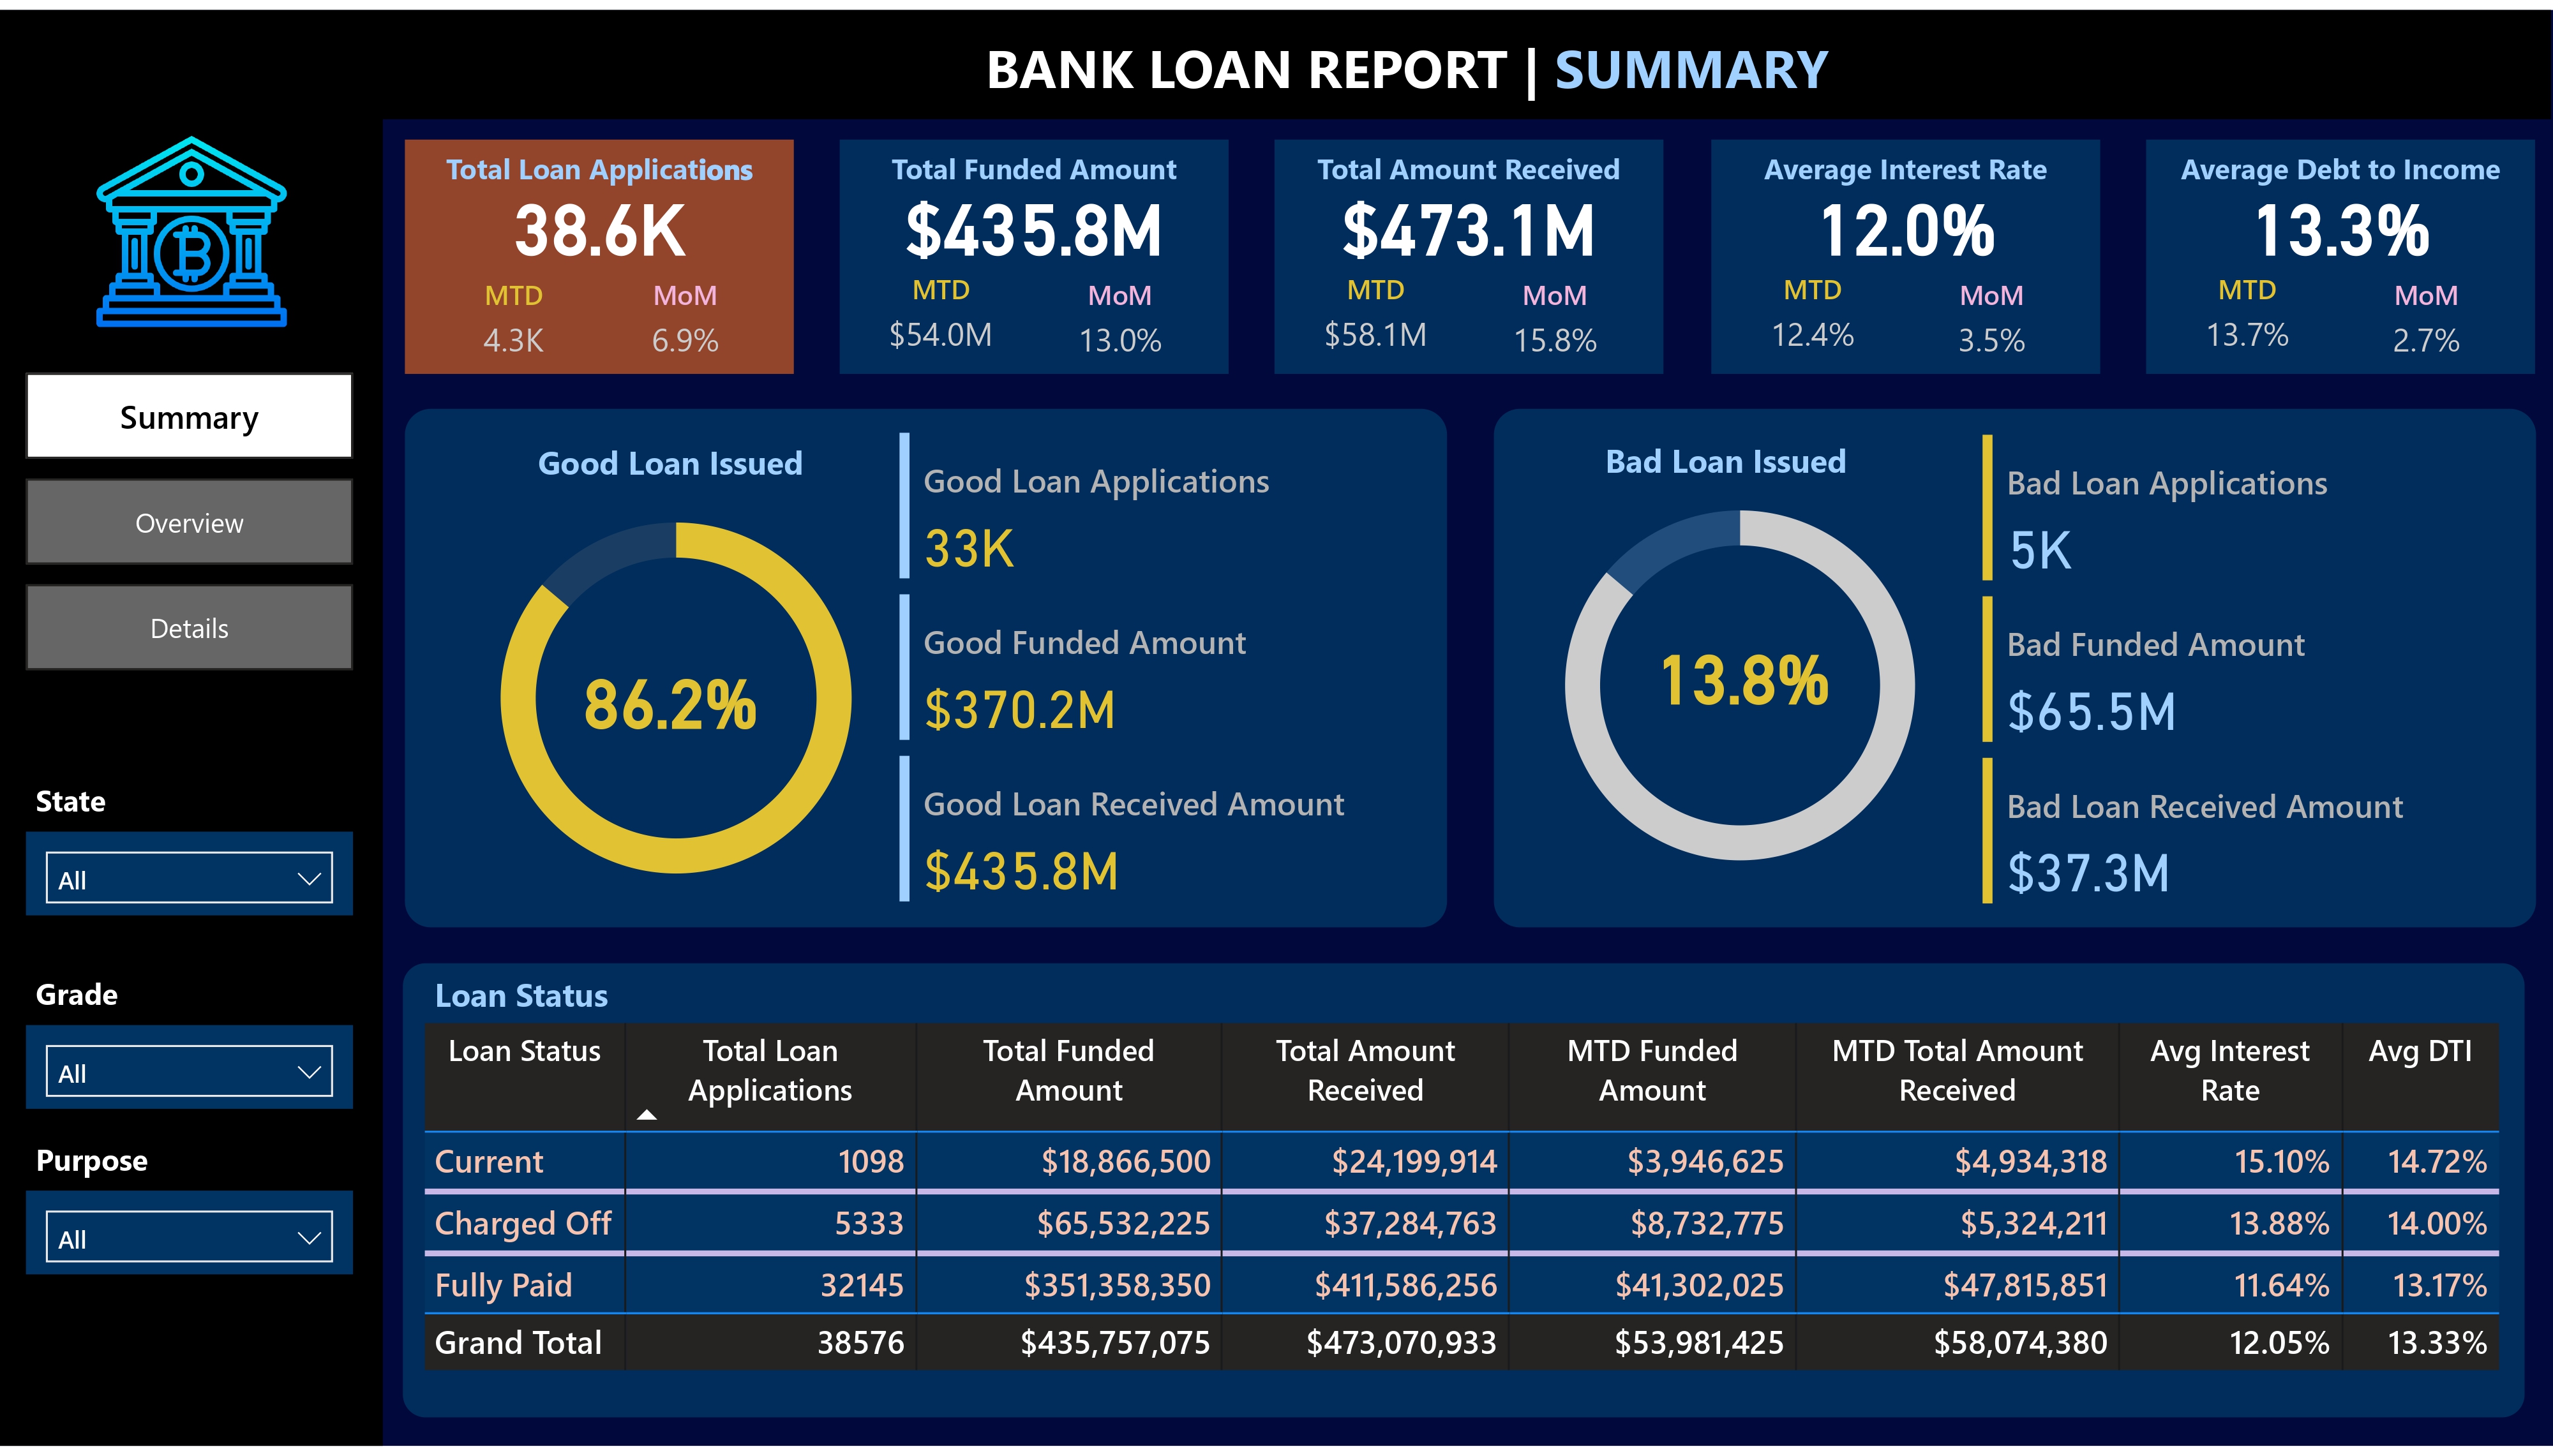 BANK LOAN REPORT | SUMMARY
Total Loan Applications
38.6K
MTD MoM
4.3K 6.9%
Total Funded Amount
$435.8M
MTD MoM
$54.0M 13.0%
Total Amount Received
$473.1M
MTD MoM
$58.1M 15.8%
Average Interest Rate
12.0%
MTD MoM
12.4% 3.5%
Average Debt to Income
13.3%
MTD MoM
13.7% 2.7%
Summary
Overview
Details
State
All
Grade
All
Purpose
All
Good Loan Issued
86.2%
Good Loan Applications
33K
Good Funded Amount
$370.2M
Good Loan Received Amount
$435.8M
Bad Loan Issued
13.8%
Bad Loan Applications
5K
Bad Funded Amount
$65.5M
Bad Loan Received Amount
$37.3M
Loan Status
Loan Status Total Loan Applications Total Funded Amount Total Amount Received MTD Funded Amount MTD Total Amount Received Avg Interest Rate Avg DTI
Current 1098 $18,866,500 $24,199,914 $3,946,625 $4,934,318 15.10% 14.72%
Charged Off 5333 $65,532,225 $37,284,763 $8,732,775 $5,324,211 13.88% 14.00%
Fully Paid 32145 $351,358,350 $411,586,256 $41,302,025 $47,815,851 11.64% 13.17%
Grand Total 38576 $435,757,075 $473,070,933 $53,981,425 $58,074,380 12.05% 13.33%